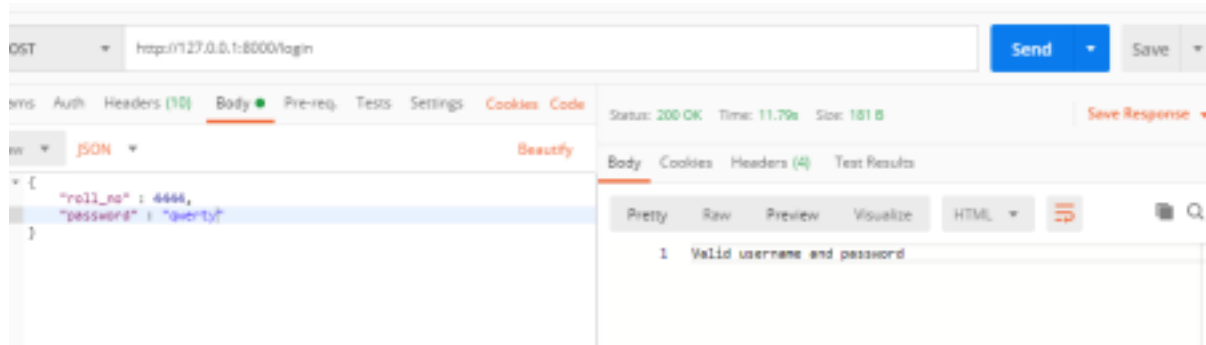 OST http://127.0.0.1:8000/login Send Save
ams Auth Headers (10) Body Pre-req. Tests Settings Cookies Code
Status: 200 OK Time: 11.79s Size: 181 B Save Response
aw JSON Beautify
Body Cookies Headers (4) Test Results
{
"roll_no" : 4444,
"password" : "qwerty"
}
Pretty Raw Preview Visualize HTML
1 Valid username and password